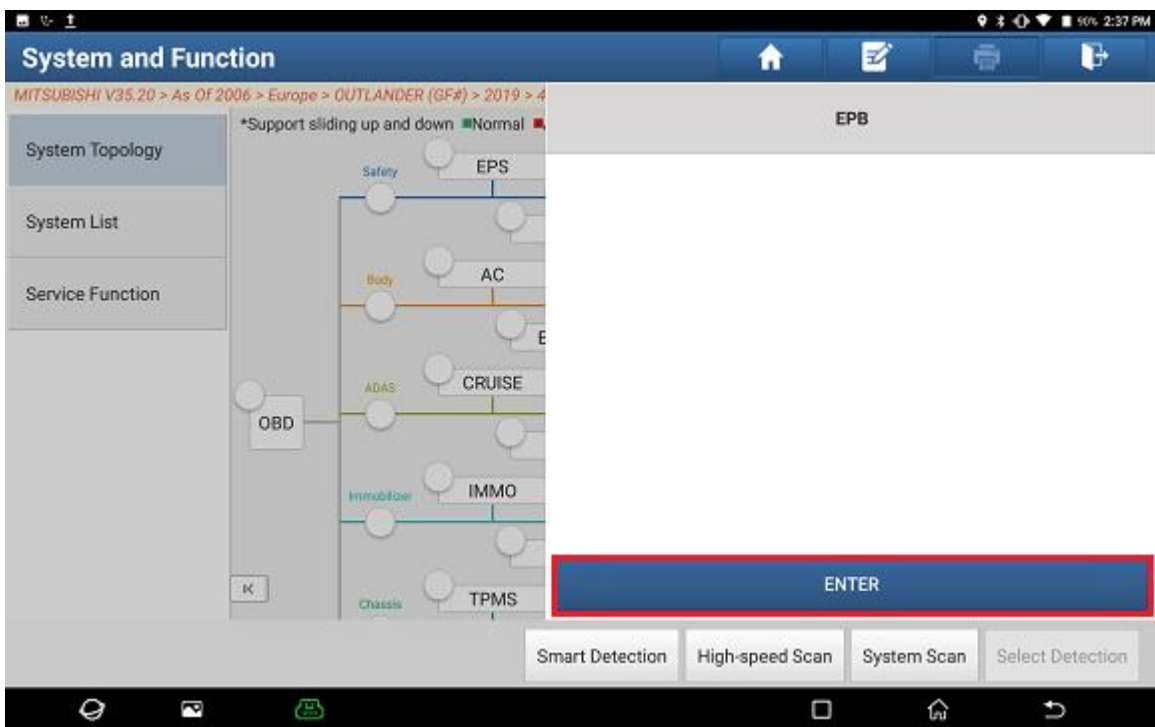 90% 2:37 PM
System and Function
MITSUBISHI V35.20 > As Of 2006 > Europe > OUTLANDER (GF#) > 2019 > 4
System Topology
System List
Service Function
*Support sliding up and down Normal
Safety
EPS
Body
AC
E
ADAS
CRUISE
OBD
Immobilizer
IMMO
Chassis
TPMS
EPB
ENTER
Smart Detection High-speed Scan System Scan Select Detection